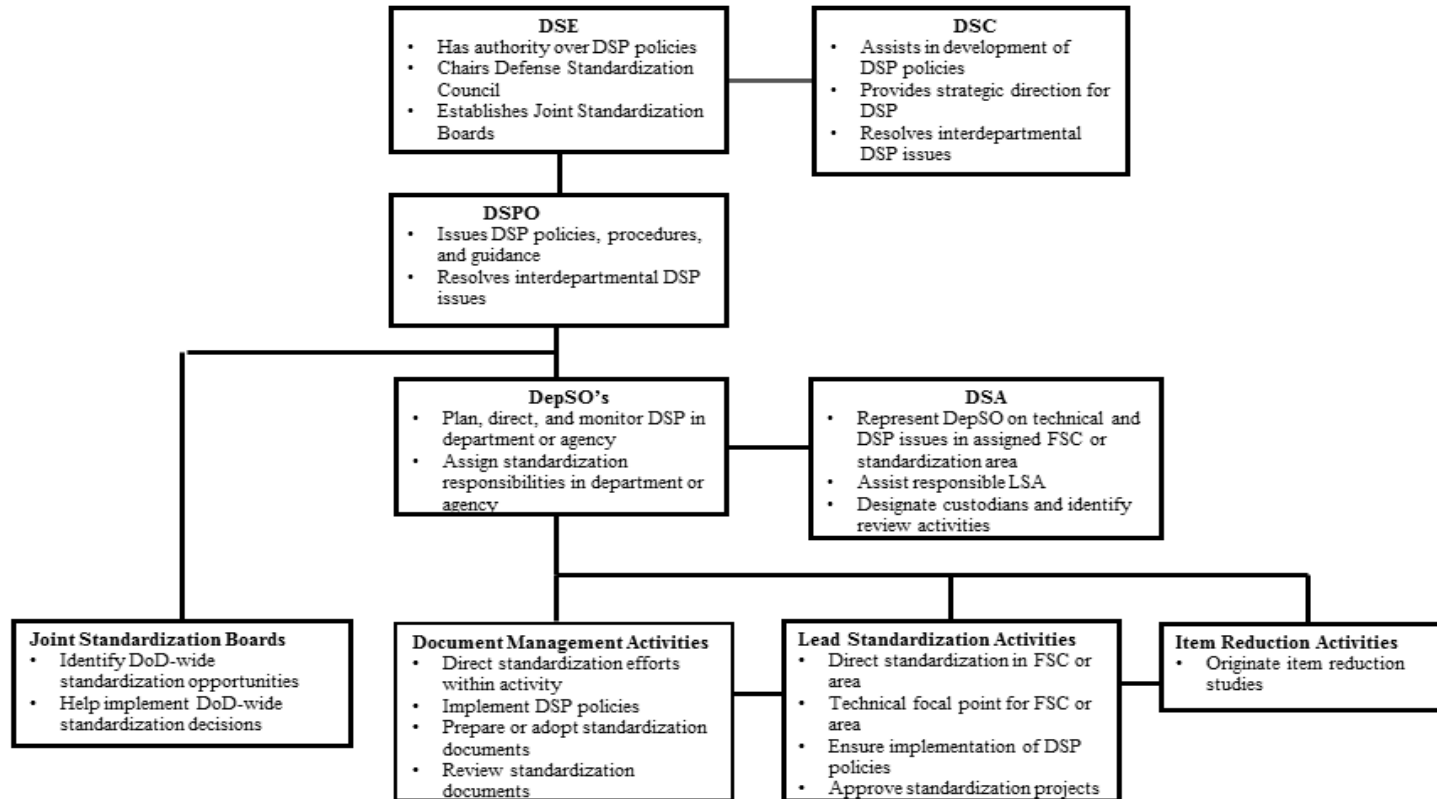 DSE
• Has authority over DSP policies
• Chairs Defense Standardization
Council
• Establishes Joint Standardization
Boards
DSC
• Assists in development of
DSP policies
• Provides strategic direction for
DSP
• Resolves interdepartmental
DSP issues
DSPO
• Issues DSP policies, procedures,
and guidance
• Resolves interdepartmental DSP
issues
DepSO’s
• Plan, direct, and monitor DSP in
department or agency
• Assign standardization
responsibilities in department or
agency
DSA
• Represent DepSO on technical and
DSP issues in assigned FSC or
standardization area
• Assist responsible LSA
• Designate custodians and identify
review activities
Joint Standardization Boards
• Identify DoD-wide
standardization opportunities
• Help implement DoD-wide
standardization decisions
Document Management Activities
• Direct standardization efforts
within activity
• Implement DSP policies
• Prepare or adopt standardization
documents
• Review standardization
documents
Lead Standardization Activities
• Direct standardization in FSC or
area
• Technical focal point for FSC or
area
• Ensure implementation of DSP
policies
• Approve standardization projects
Item Reduction Activities
• Originate item reduction
studies